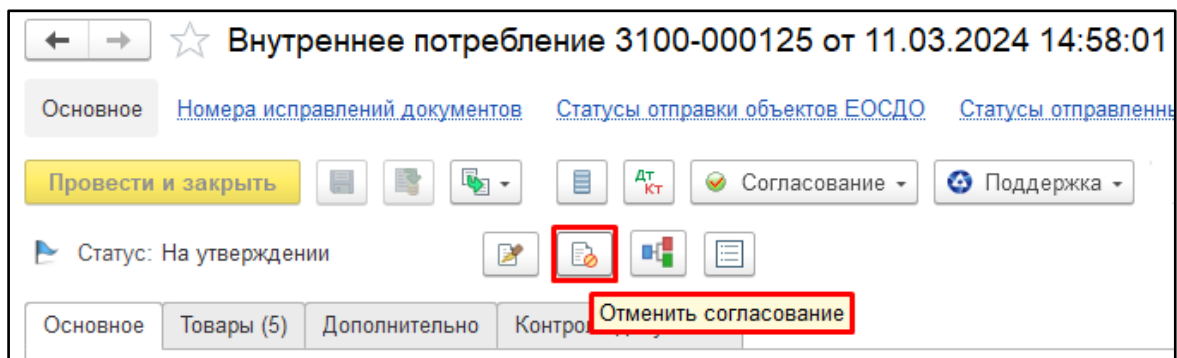 Внутреннее потребление 3100-000125 от 11.03.2024 14:58:01
Основное Номера исправлений документов Статусы отправки объектов ЕОСДО Статусы отправленны
Провести и закрыть Дт Кт Согласование Поддержка
Статус: На утверждении
Отменить согласование
Основное Товары (5) Дополнительно